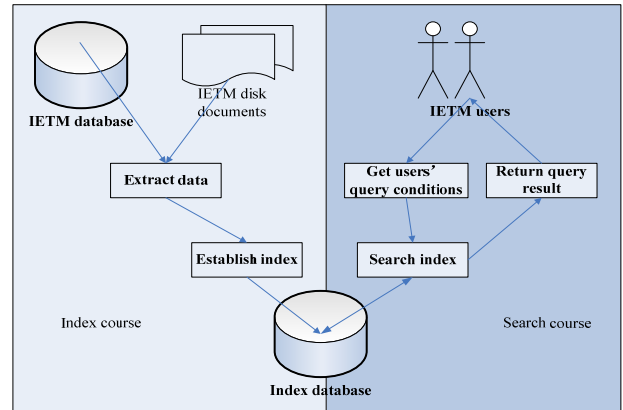 IETM database
IETM disk
documents
Extract data
Establish index
Index course
Index database
IETM users
Get users'
query conditions
Return query
result
Search index
Search course